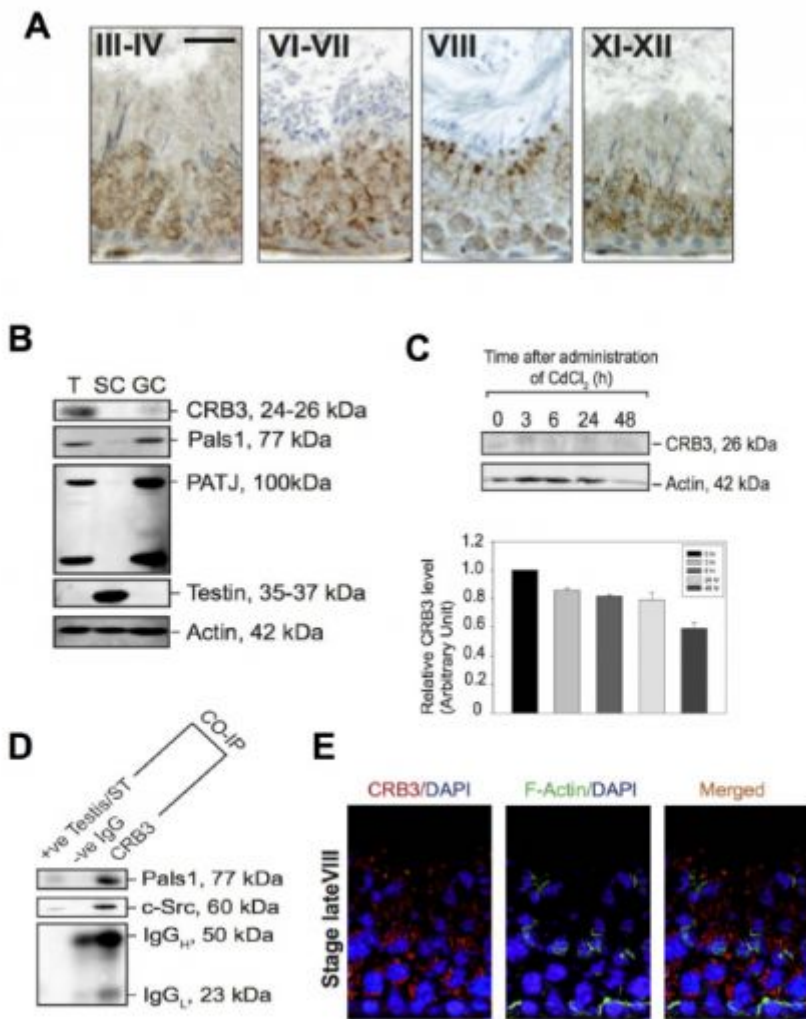 A
III-IV
VI-VII
VIII
XI-XII
B
T SC GC
CRB3, 24-26 kDa
Pals1, 77 kDa
PATJ, 100kDa
Testin, 35-37 kDa
Actin, 42 kDa
C
Time after administration
of CdCl2 (h)
0 3 6 24 48
CRB3, 26 kDa
Actin, 42 kDa
Relative CRB3 level
(Arbitrary Unit)
1.2
1
0.8
0.6
0.4
0.2
0
D
CO-IP
+ve Testis/ST
-ve IgG
CRB3
Pals1, 77 kDa
c-Src, 60 kDa
IgGH, 50 kDa
IgGL, 23 kDa
E
CRB3/DAPI
F-Actin/DAPI
Merged
Stage lateVIII